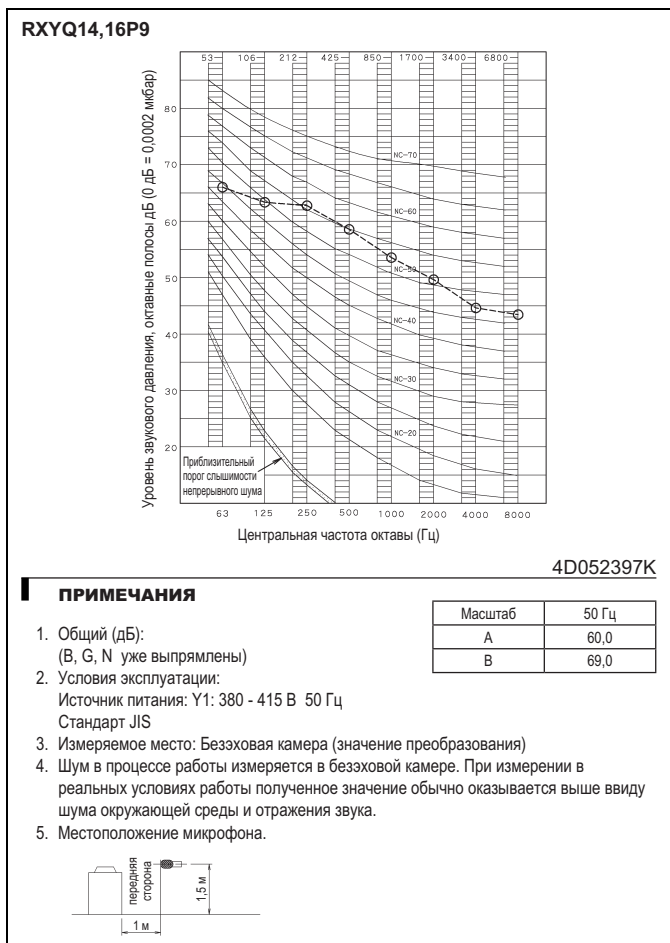 RXYQ14,16P9
53 106 212 425 850 1700 3400 6800
Уровень звукового давления, октавные полосы дБ (0 дБ = 0,0002 мкбар)
80
70
60
50
40
30
20
NC-70
NC-60
NC-50
NC-40
NC-30
NC-20
Приблизительный
порог слышимости
непрерывного шума
63 125 250 500 1000 2000 4000 8000
Центральная частота октавы (Гц)
4D052397K
ПРИМЕЧАНИЯ
Масштаб 50 Гц
A 60,0
B 69,0
1. Общий (дБ):
(B, G, N уже выпрямлены)
2. Условия эксплуатации:
Источник питания: Y1: 380 - 415 В 50 Гц
Стандарт JIS
3. Измеряемое место: Безэховая камера (значение преобразования)
4. Шум в процессе работы измеряется в безэховой камере. При измерении в
реальных условиях работы полученное значение обычно оказывается выше ввиду
шума окружающей среды и отражения звука.
5. Местоположение микрофона.
передняя
сторона
1,5 м
1 м